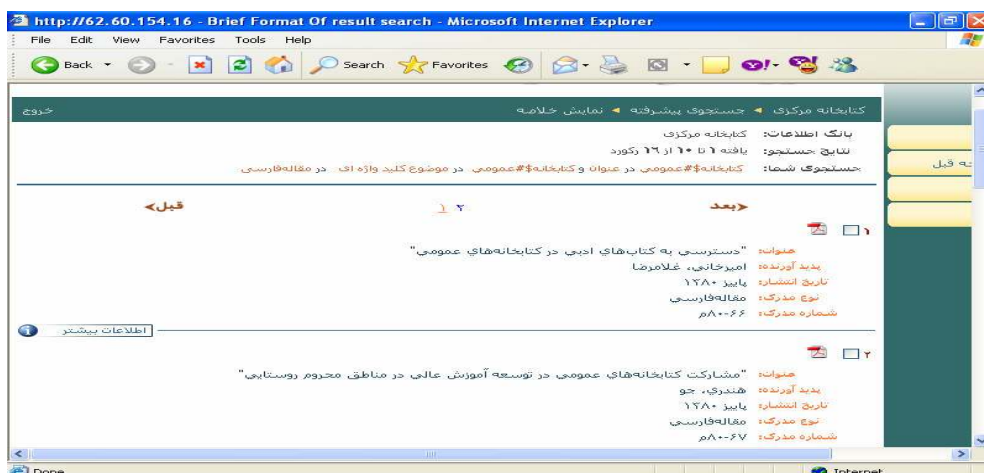 http://62.60.154.16 - Brief Format Of result search - Microsoft Internet Explorer
File Edit View Favorites Tools Help
Back Search Favorites
کتابخانه مرکزی ◄ جستجوی پیشرفته ◄ نمایش خلاصه
خروج
بانک اطلاعات: کتابخانه مرکزی
نتایج جستجو: یافته ۱ تا ۱۰ از ۱۶ رکورد
جستجوی شما: کتابخانه$#عمومی در عنوان و کتابخانه$#عمومی در موضوع کلید واژه ای در مقاله‌فارسی
ه قبل
<بعد ۲ ۱ قبل>
۱
عنوان: "دسترسی به کتاب‌های ادبی در کتابخانه‌های عمومی"
پدید آورنده: امیرخانی، غلامرضا
تاریخ انتشار: پاییز ۱۳۸۰
نوع مدرک: مقاله‌فارسی
شماره مدرک: ۸۰۰-۶۶م
اطلاعات بیشتر
۲
عنوان: "مشارکت کتابخانه‌های عمومی در توسعه آموزش عالی در مناطق محروم روستایی"
پدید آورنده: هندری، جو
تاریخ انتشار: پاییز ۱۳۸۰
نوع مدرک: مقاله‌فارسی
شماره مدرک: ۸۰۰-۶۷م
Done
Internet